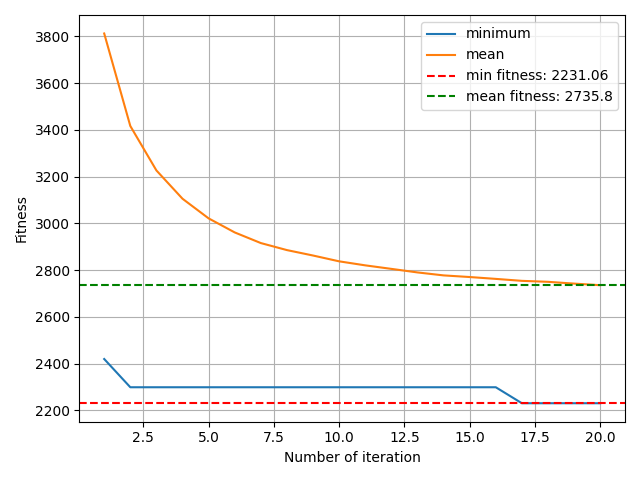 minimum
mean
min fitness: 2231.06
mean fitness: 2735.8
3800
3600
3400
3200
3000
2800
2600
2400
2200
Fitness
2.5 5.0 7.5 10.0 12.5 15.0 17.5 20.0
Number of iteration